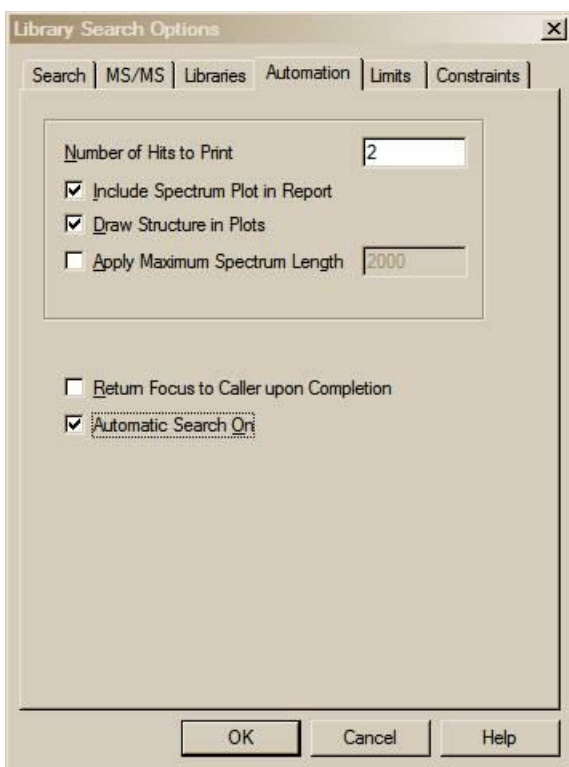 Library Search Options
Search MS/MS Libraries Automation Limits Constraints
Number of Hits to Print 2
Include Spectrum Plot in Report
Draw Structure in Plots
Apply Maximum Spectrum Length 2000
Return Focus to Caller upon Completion
Automatic Search On
OK Cancel Help